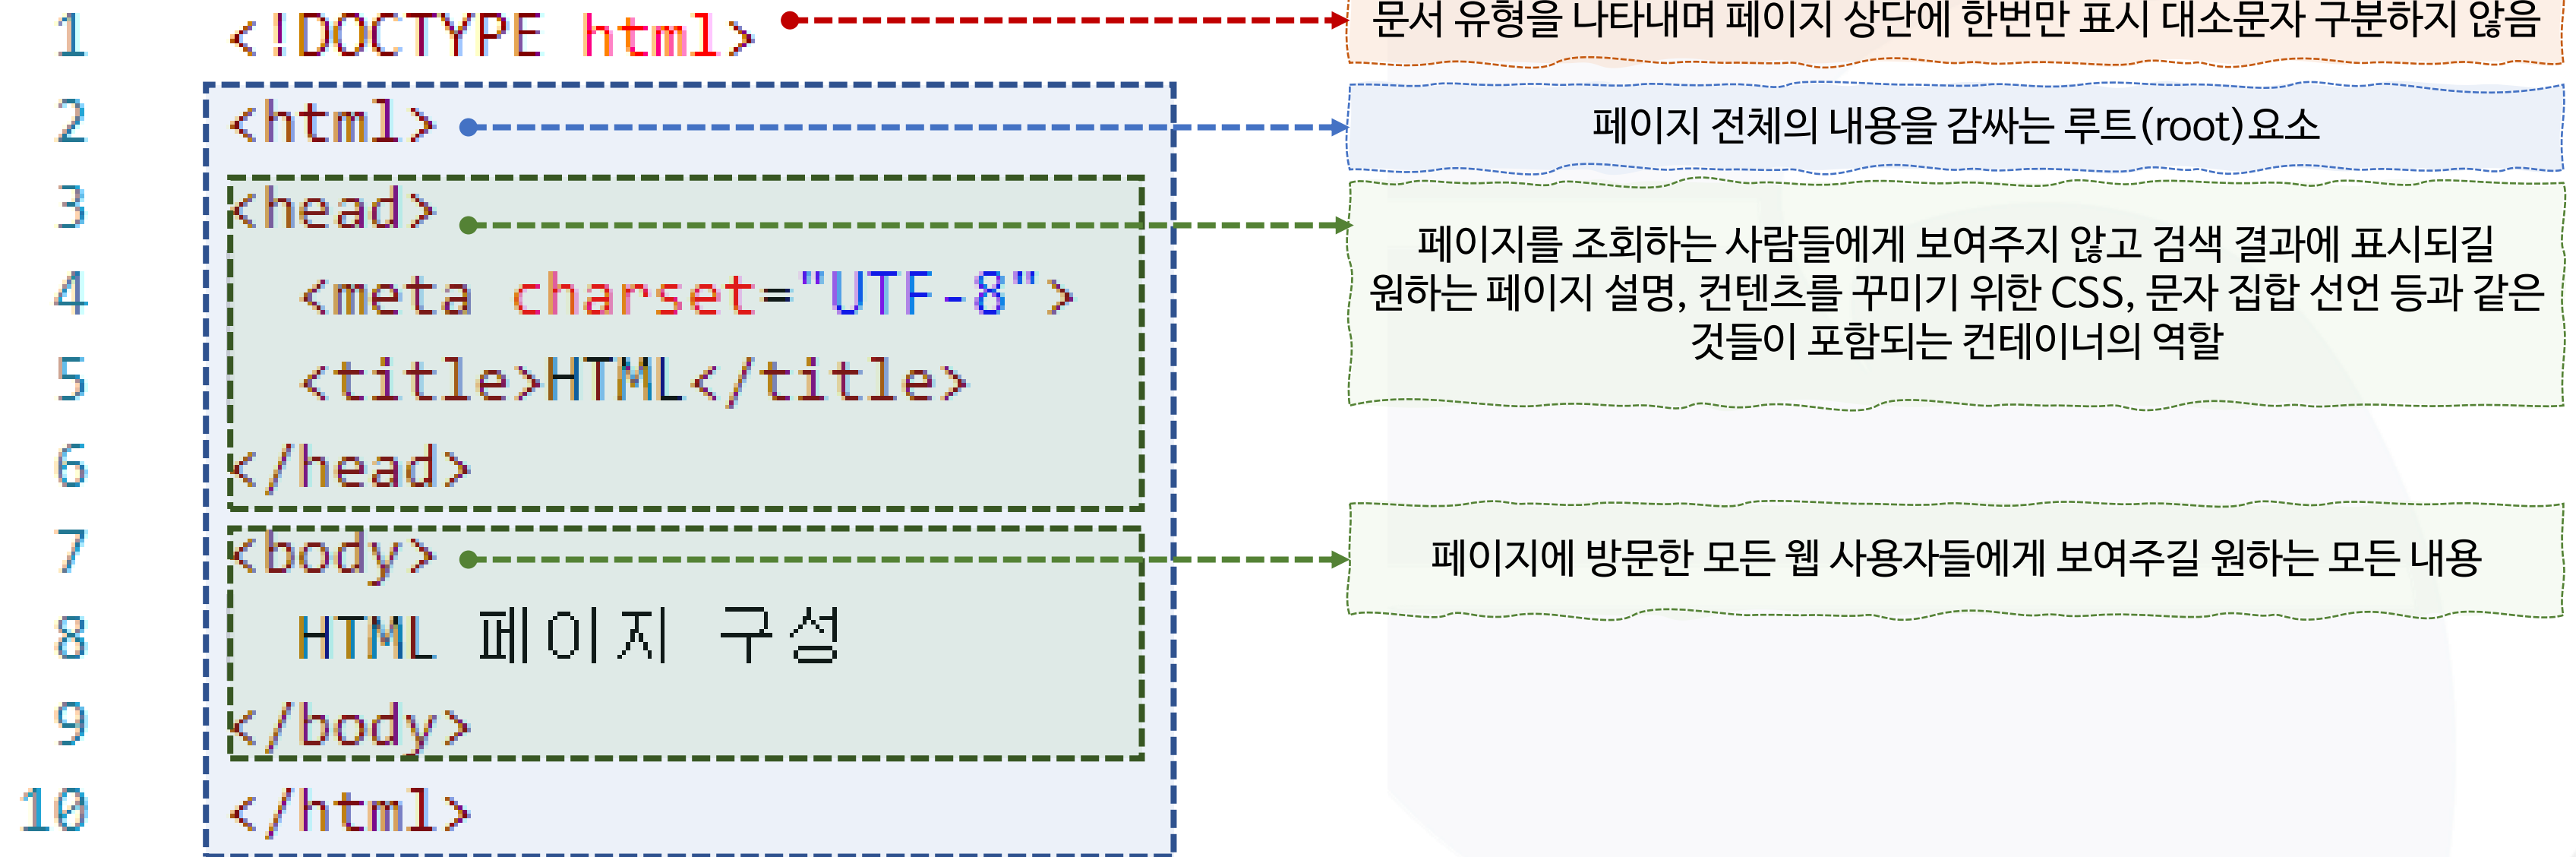 1 <!DOCTYPE html>
문서 유형을 나타내며 페이지 상단에 한번만 표시 대소문자 구분하지 않음
2 <html>
페이지 전체의 내용을 감싸는 루트(root)요소
3 <head>
페이지를 조회하는 사람들에게 보여주지 않고 검색 결과에 표시되길
원하는 페이지 설명, 컨텐츠를 꾸미기 위한 CSS, 문자 집합 선언 등과 같은
것들이 포함되는 컨테이너의 역할
4 <meta charset="UTF-8">
5 <title>HTML</title>
6 </head>
7 <body>
페이지에 방문한 모든 웹 사용자들에게 보여주길 원하는 모든 내용
8 HTML 페이지 구성
9 </body>
10 </html>